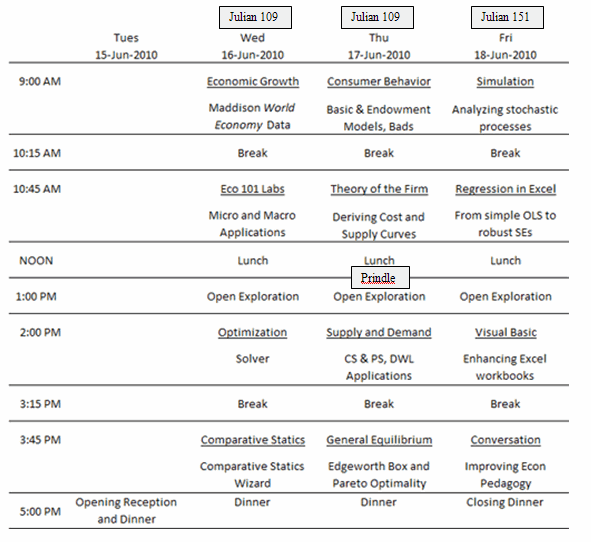 Julian 109 Julian 109 Julian 151
Tues Wed Thu Fri
15-Jun-2010 16-Jun-2010 17-Jun-2010 18-Jun-2010
9:00 AM Economic Growth Consumer Behavior Simulation
Maddison World Basic & Endowment Analyzing stochastic
Economy Data Models, Bads processes
10:15 AM Break Break Break
10:45 AM Eco 101 Labs Theory of the Firm Regression in Excel
Micro and Macro Deriving Cost and From simple OLS to
Applications Supply Curves robust SEs
NOON Lunch Lunch Lunch
Prindle
1:00 PM Open Exploration Open Exploration Open Exploration
2:00 PM Optimization Supply and Demand Visual Basic
Solver CS & PS, DWL Enhancing Excel
Applications workbooks
3:15 PM Break Break Break
3:45 PM Comparative Statics General Equilibrium Conversation
Comparative Statics Edgeworth Box and Improving Econ
Wizard Pareto Optimality Pedagogy
5:00 PM Opening Reception Dinner Dinner Closing Dinner
and Dinner